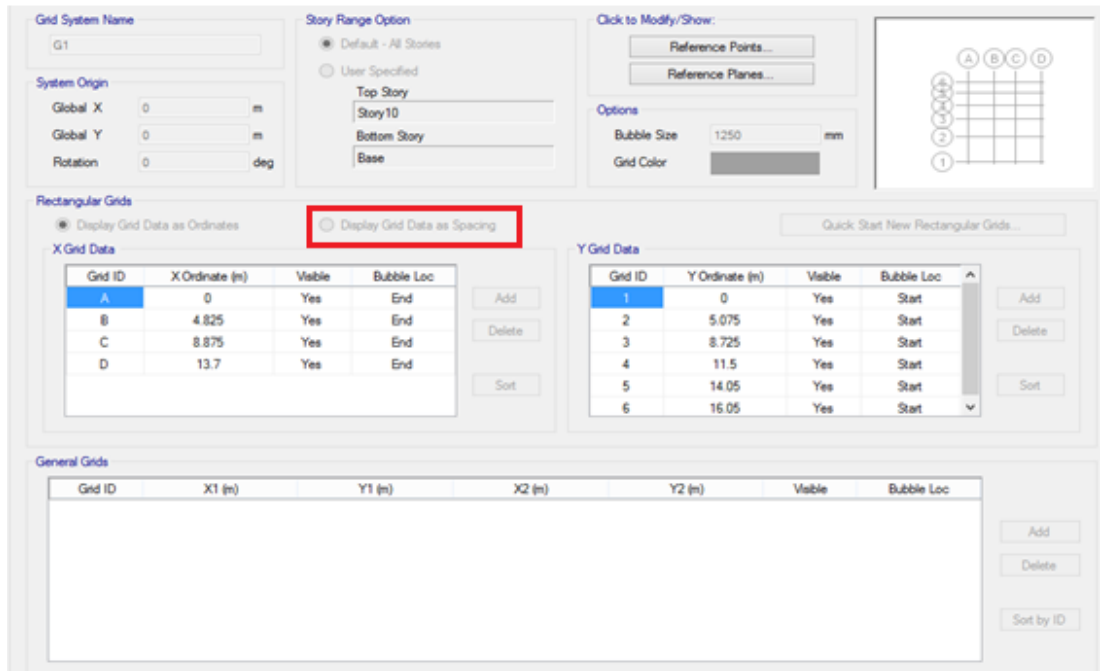 Grid System Name
G1
System Origin
Global X 0 m
Global Y 0 m
Rotation 0 deg
Story Range Option
Default - All Stories
User Specified
Top Story
Story10
Bottom Story
Base
Click to Modify/Show:
Reference Points...
Reference Planes...
Options
Bubble Size 1250 mm
Grid Color
A B C D
6
5
4
3
2
1
Rectangular Grids
Display Grid Data as Ordinates Display Grid Data as Spacing Quick Start New Rectangular Grids...
X Grid Data
Grid ID X Ordinate (m) Visible Bubble Loc
A 0 Yes End
B 4.825 Yes End
C 8.875 Yes End
D 13.7 Yes End
Add
Delete
Sort
Y Grid Data
Grid ID Y Ordinate (m) Visible Bubble Loc
1 0 Yes Start
2 5.075 Yes Start
3 8.725 Yes Start
4 11.5 Yes Start
5 14.05 Yes Start
6 16.05 Yes Start
Add
Delete
Sort
General Grids
Grid ID X1 (m) Y1 (m) X2 (m) Y2 (m) Visible Bubble Loc
Add
Delete
Sort by ID